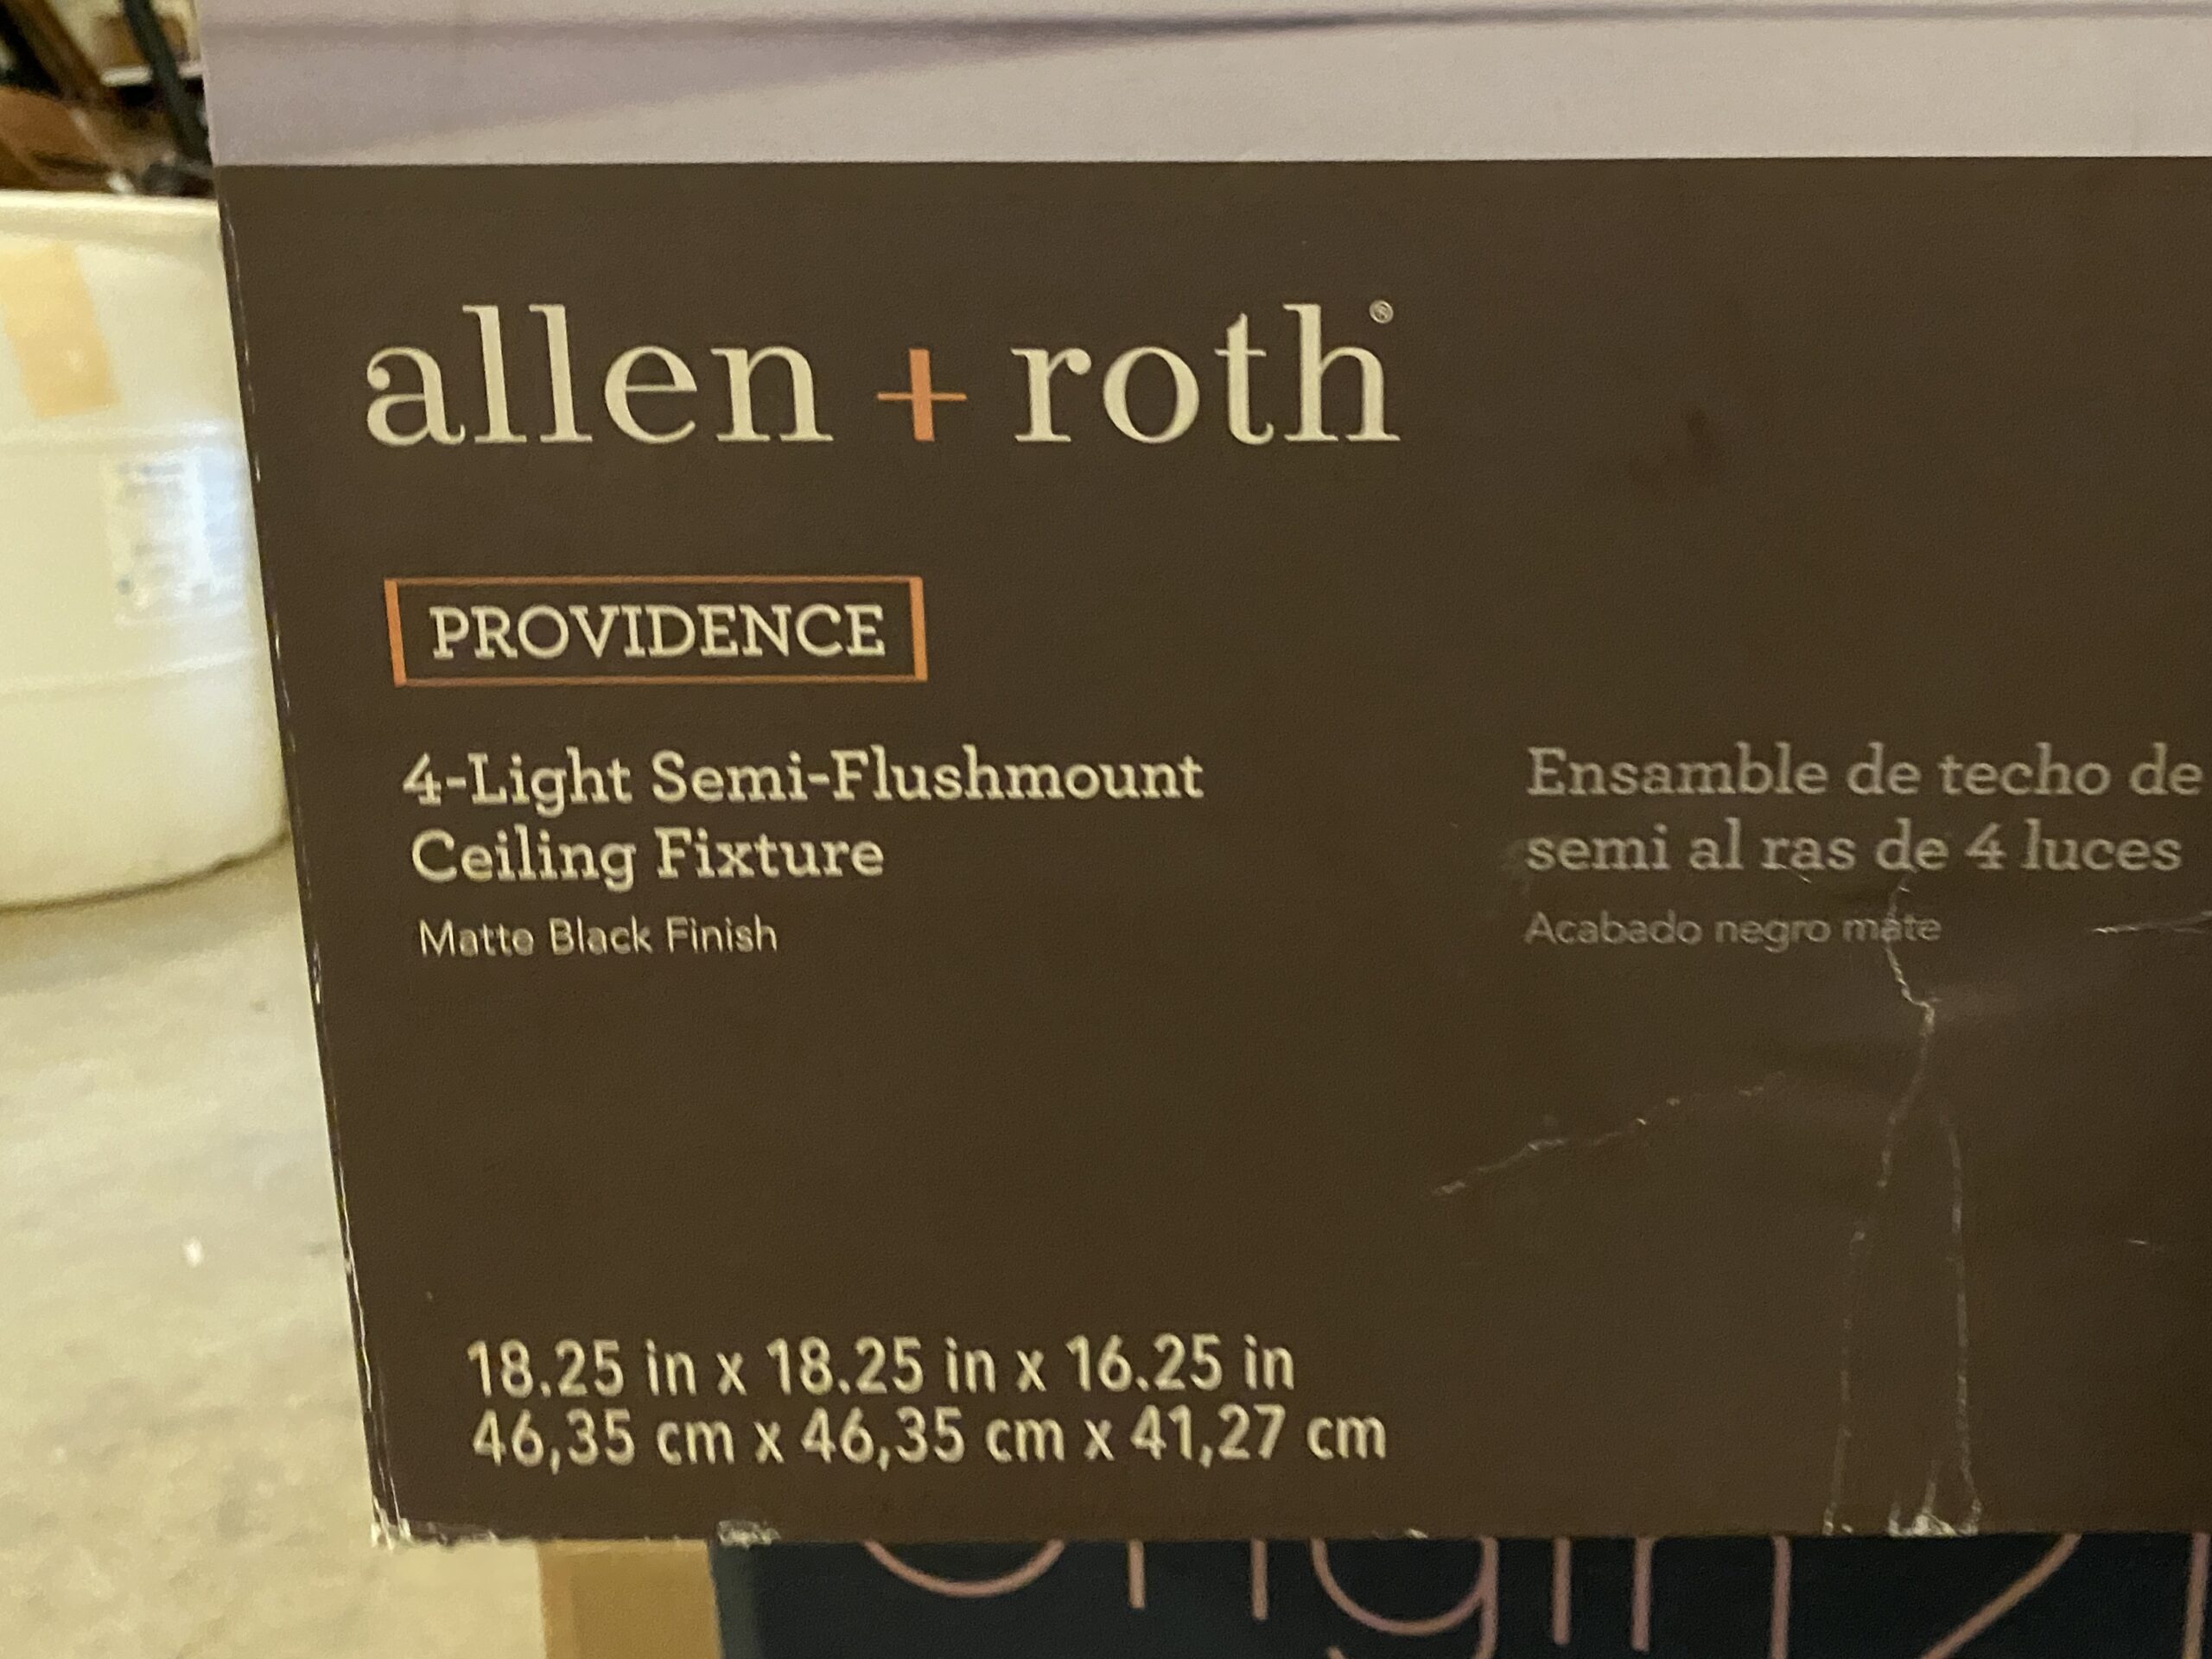 allen + roth®
PROVIDENCE
4-Light Semi-Flushmount
Ceiling Fixture
Matte Black Finish
Ensamble de techo de
semi al ras de 4 luces
Acabado negro mate
18.25 in x 18.25 in x 16.25 in
46,35 cm x 46,35 cm x 41,27 cm
origin 21